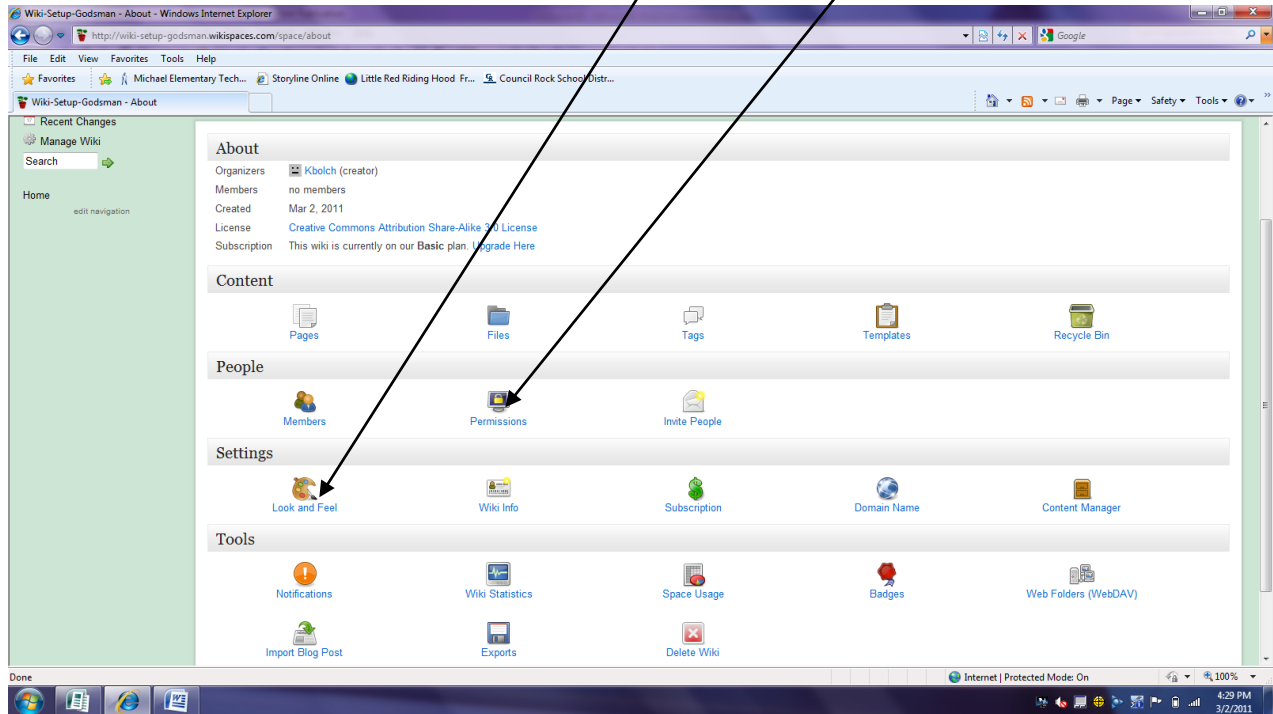 Wiki-Setup-Godsman - About - Windows Internet Explorer
http://wiki-setup-godsman.wikispaces.com/space/about
Google
File Edit View Favorites Tools Help
Favorites Michael Elementary Tech... Storyline Online Little Red Riding Hood Fr... Council Rock School Distr...
Wiki-Setup-Godsman - About
Page Safety Tools
Recent Changes
Manage Wiki
Search
Home
edit navigation
About
Organizers Kbolch (creator)
Members no members
Created Mar 2, 2011
License Creative Commons Attribution Share-Alike 3.0 License
Subscription This wiki is currently on our Basic plan. Upgrade Here
Content
Pages Files Tags Templates Recycle Bin
People
Members Permissions Invite People
Settings
Look and Feel Wiki Info Subscription Domain Name Content Manager
Tools
Notifications Wiki Statistics Space Usage Badges Web Folders (WebDAV)
Import Blog Post Exports Delete Wiki
Done
Internet | Protected Mode: On
100%
4:29 PM
3/2/2011